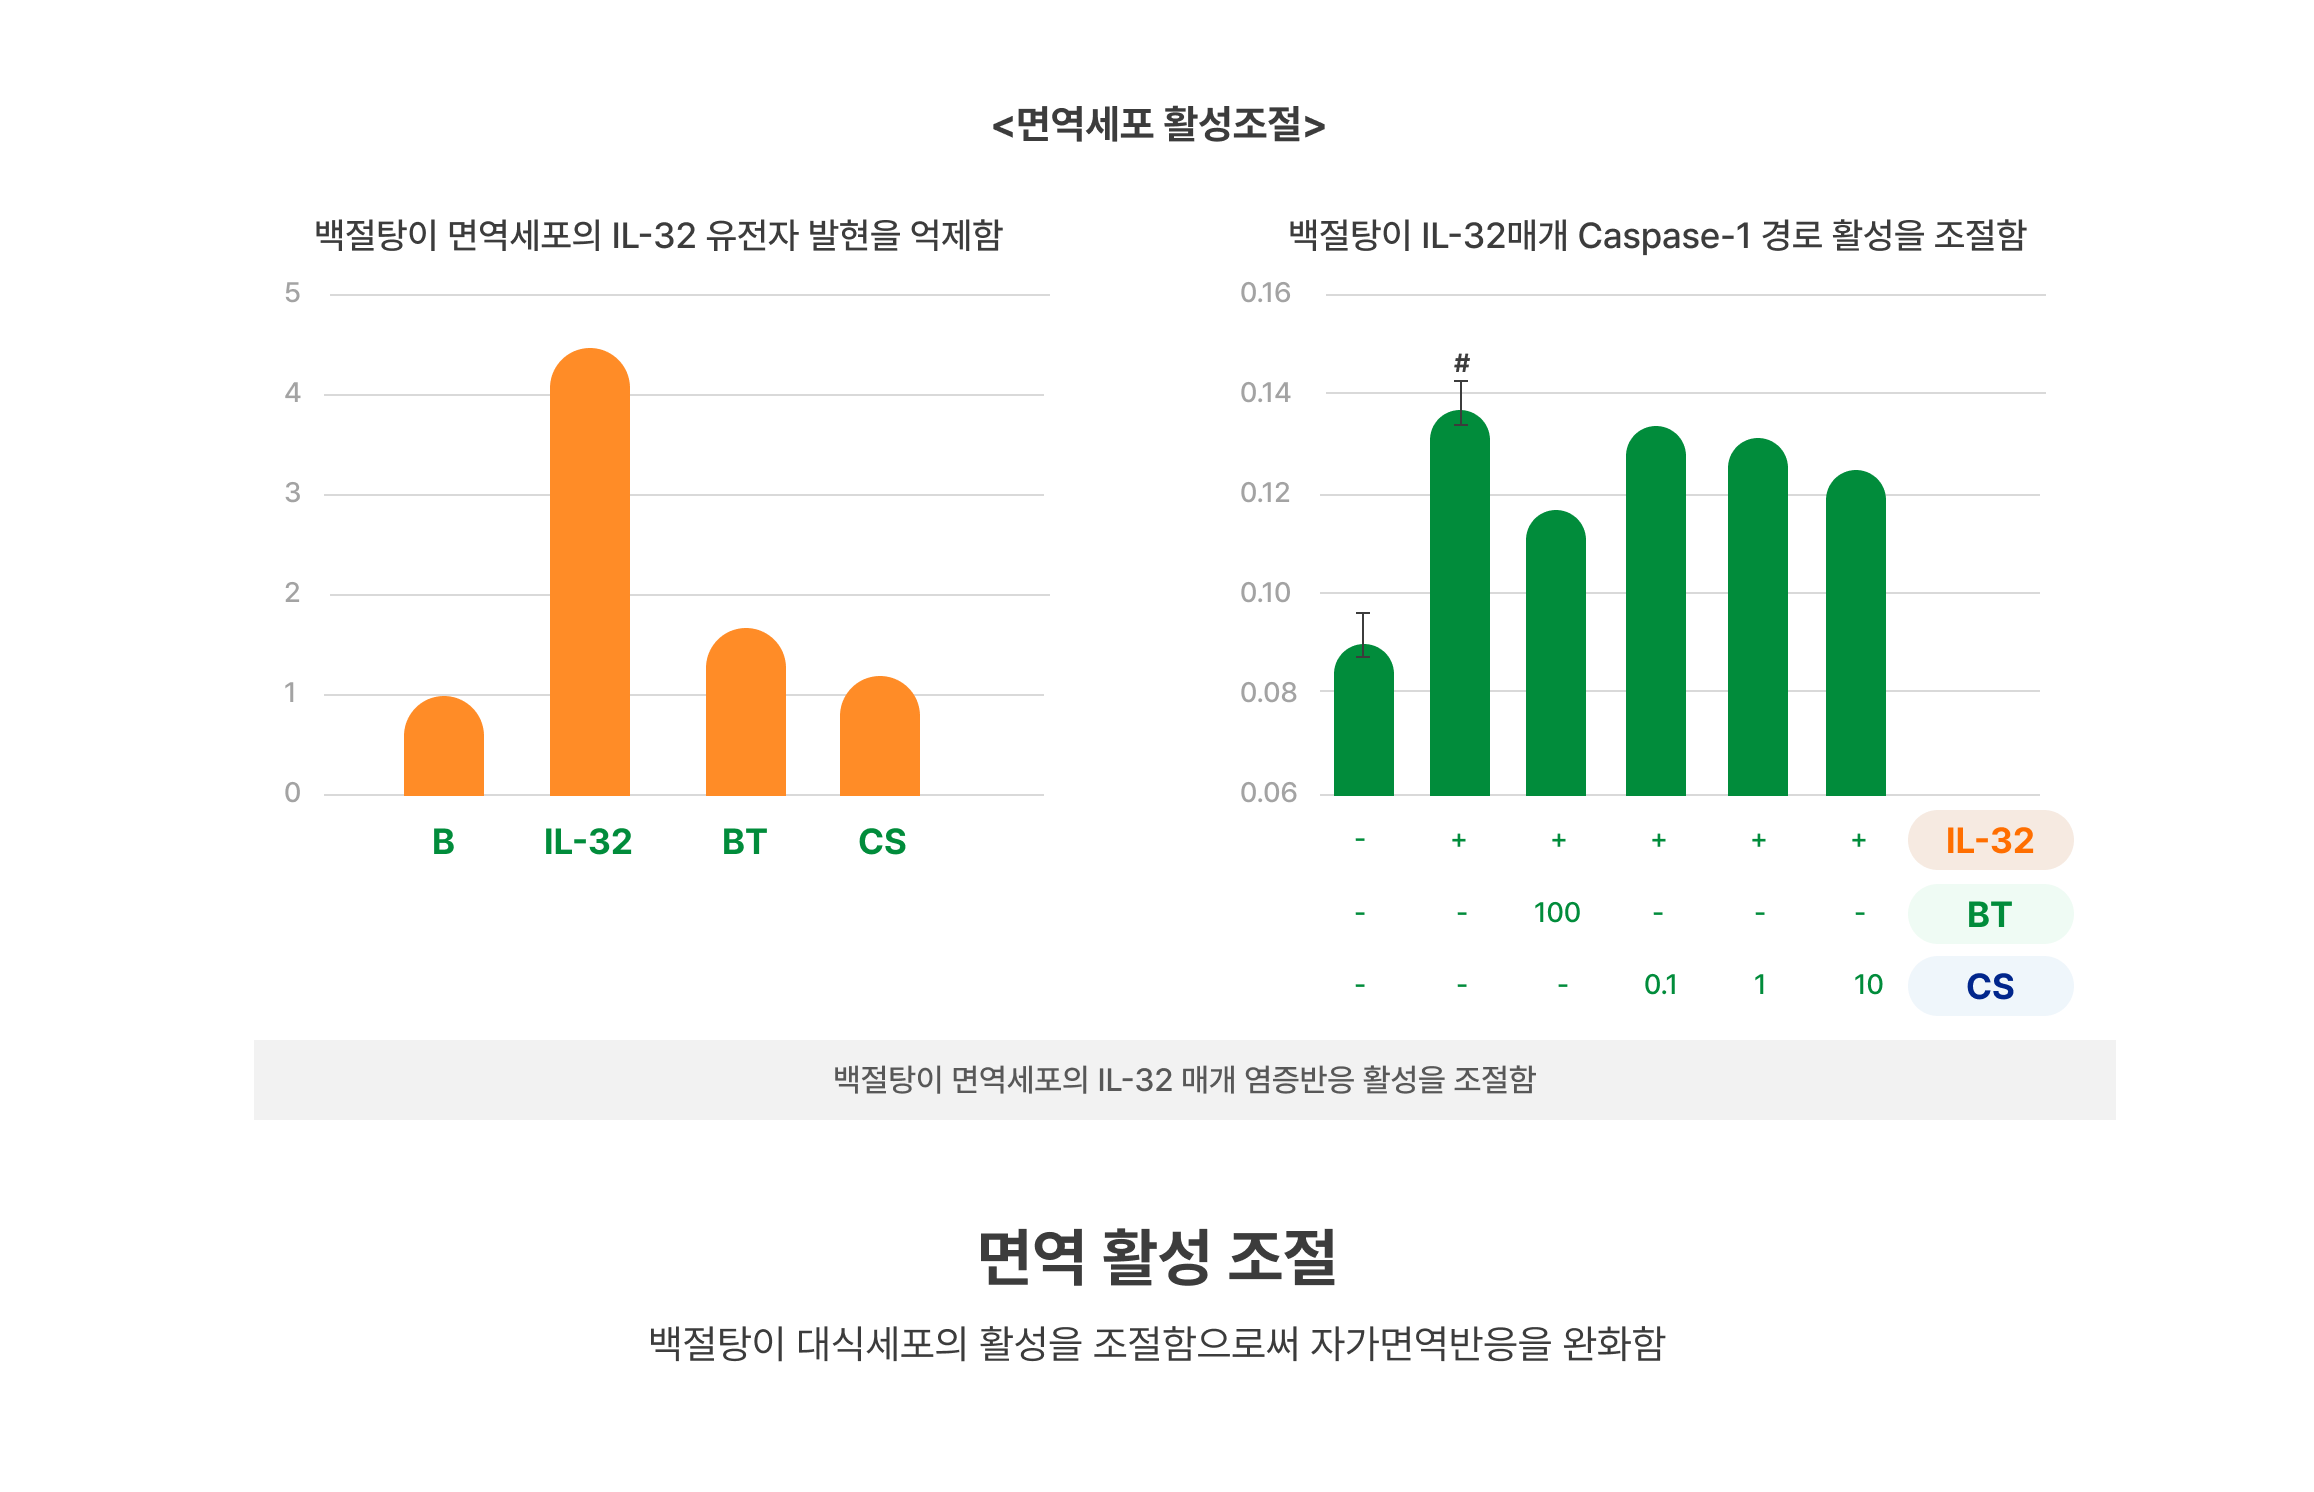 <면역세포 활성조절>
백절탕이 면역세포의 IL-32 유전자 발현을 억제함
5
4
3
2
1
0
B IL-32 BT CS
백절탕이 IL-32매개 Caspase-1 경로 활성을 조절함
0.16
0.14
0.12
0.10
0.08
0.06
#
- + + + + + IL-32
- - 100 - - - BT
- - - 0.1 1 10 CS
백절탕이 면역세포의 IL-32 매개 염증반응 활성을 조절함
면역 활성 조절
백절탕이 대식세포의 활성을 조절함으로써 자가면역반응을 완화함